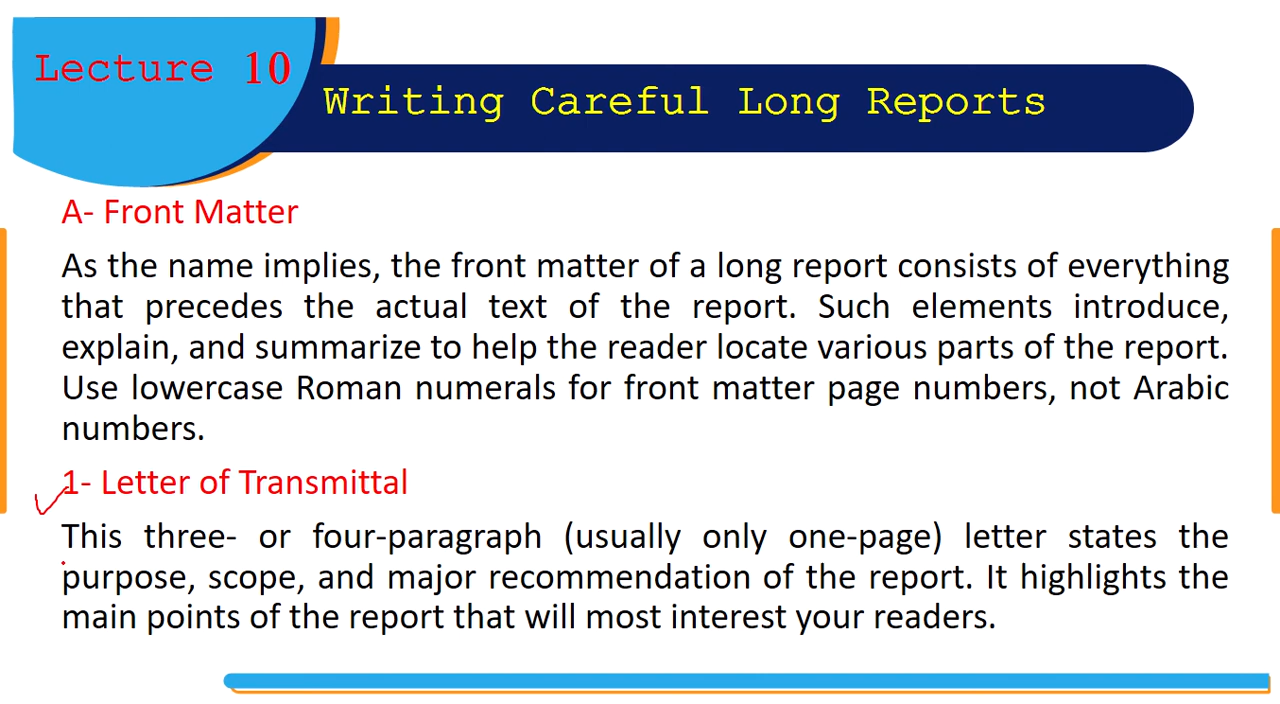 Lecture 10
Writing Careful Long Reports
A- Front Matter
As the name implies, the front matter of a long report consists of everything
that precedes the actual text of the report. Such elements introduce,
explain, and summarize to help the reader locate various parts of the report.
Use lowercase Roman numerals for front matter page numbers, not Arabic
numbers.
1- Letter of Transmittal
This three- or four-paragraph (usually only one-page) letter states the
purpose, scope, and major recommendation of the report. It highlights the
main points of the report that will most interest your readers.